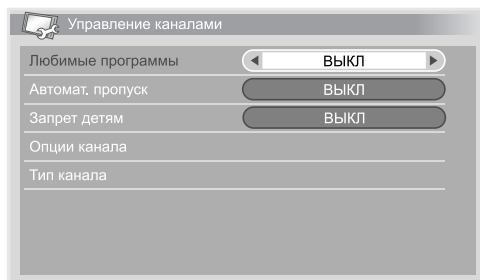 Управление каналами
Любимые программы ВЫКЛ
Автомат. пропуск ВЫКЛ
Запрет детям ВЫКЛ
Опции канала
Тип канала